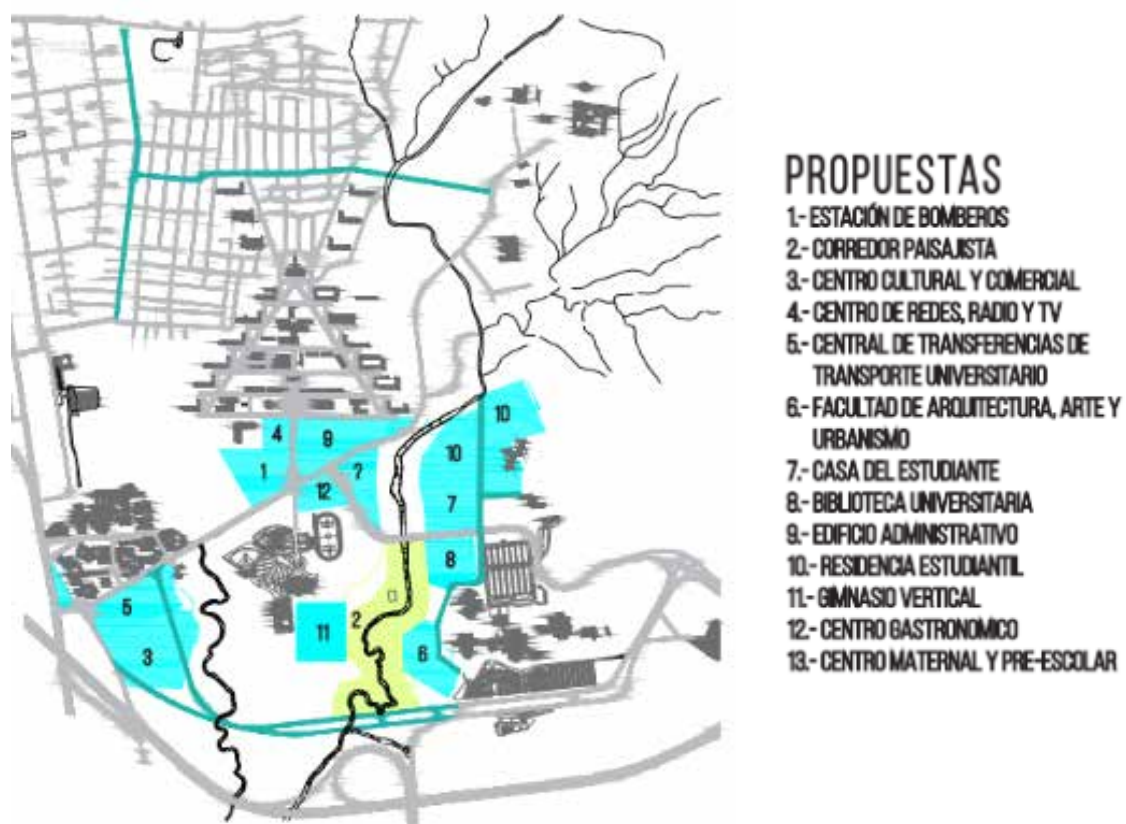 4
9
1
?
12
10
10
7
8
5
3
11
2
6
PROPUESTAS
1.- ESTACIÓN DE BOMBEROS
2.- CORREDOR PAISAJISTA
3.- CENTRO CULTURAL Y COMERCIAL
4.- CENTRO DE REDES, RADIO Y TV
5.- CENTRAL DE TRANSFERENCIAS DE
TRANSPORTE UNIVERSITARIO
6.- FACULTAD DE ARQUITECTURA, ARTE Y
URBANISMO
7.- CASA DEL ESTUDIANTE
8.- BIBLIOTECA UNIVERSITARIA
9.- EDIFICIO ADMINISTRATIVO
10.- RESIDENCIA ESTUDIANTIL
11.- GIMNASIO VERTICAL
12.- CENTRO GASTRONOMICO
13.- CENTRO MATERNAL Y PRE-ESCOLAR